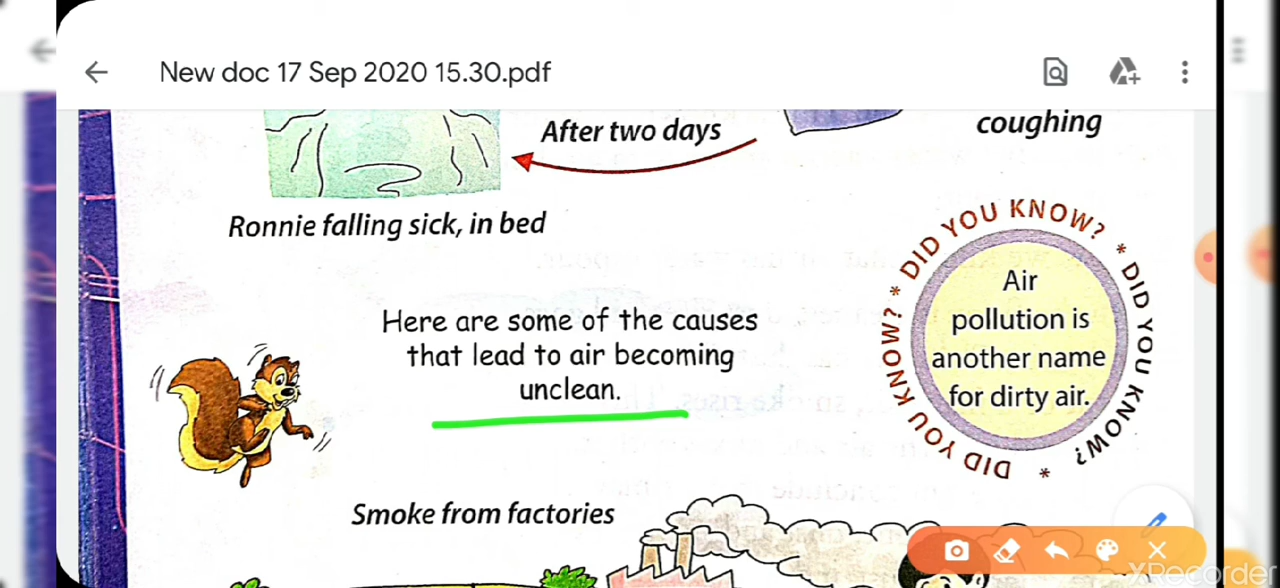 New doc 17 Sep 2020 15.30.pdf
After two days
coughing
Ronnie falling sick, in bed
DID YOU KNOW? * DID YOU KNOW? * DID YOU KNOW? *
Air
pollution is
another name
for dirty air.
Here are some of the causes
that lead to air becoming
unclean.
Smoke from factories
XRecorder